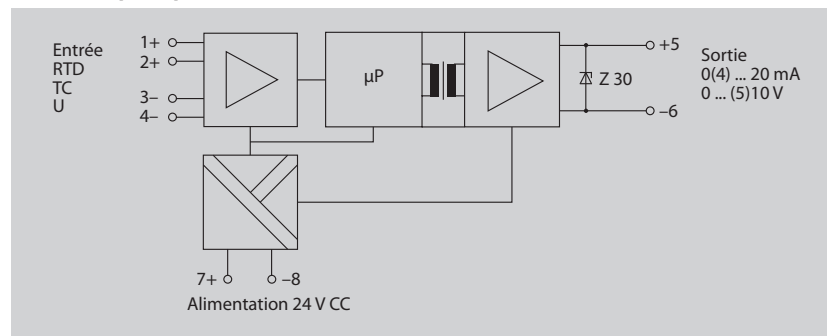 Entrée
RTD
TC
U
1+
2+
3–
4–
µP
Z 30
+5
–6
Sortie
0(4) ... 20 mA
0 ... (5)10 V
7+
–8
Alimentation 24 V CC